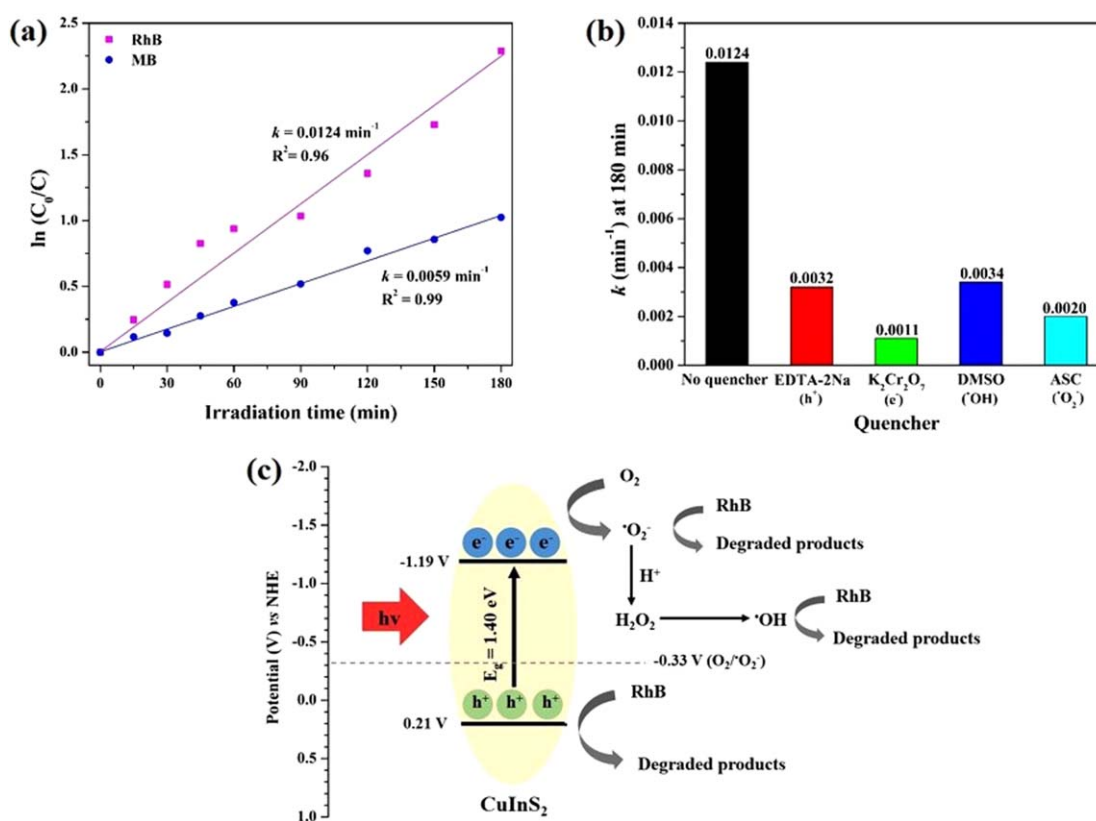 (a)
RhB
MB
2.5
2.0
1.5
1.0
0.5
0.0
ln (C₀/C)
k = 0.0124 min⁻¹
R² = 0.96
k = 0.0059 min⁻¹
R² = 0.99
0 30 60 90 120 150 180
Irradiation time (min)
(b)
0.014
0.012
0.010
0.008
0.006
0.004
0.002
0.000
k (min⁻¹) at 180 min
0.0124
0.0032
0.0011
0.0034
0.0020
No quencher EDTA-2Na K₂Cr₂O₇ DMSO ASC
(h⁺) (e⁻) (•OH) (•O₂⁻)
Quencher
(c)
-2.0
-1.5
-1.0
-0.5
0.0
0.5
1.0
Potential (V) vs NHE
hν
e⁻ e⁻ e⁻
-1.19 V
E_g = 1.40 eV
h⁺ h⁺ h⁺
0.21 V
CuInS₂
O₂
•O₂⁻
RhB
Degraded products
H⁺
H₂O₂
•OH
RhB
Degraded products
-0.33 V (O₂/•O₂⁻)
RhB
Degraded products